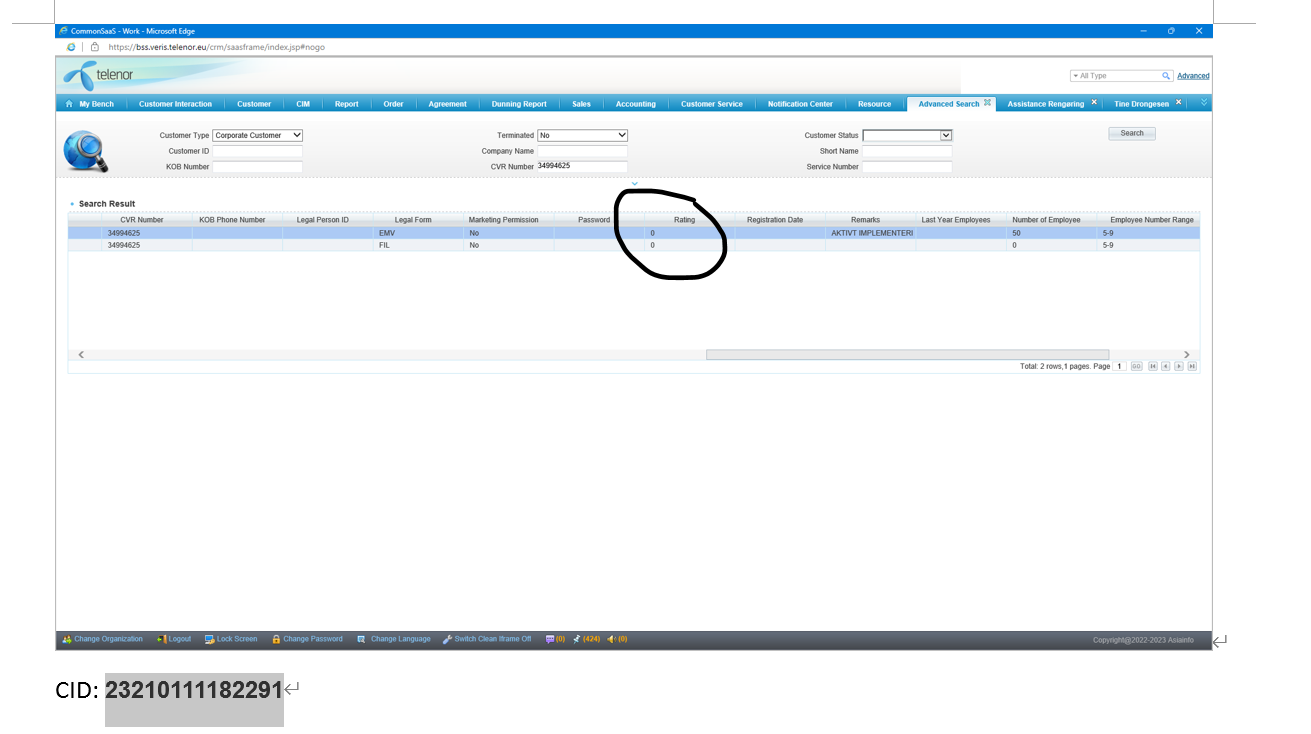 CommonSaaS - Work - Microsoft Edge
https://bss.veris.telenor.eu/crm/saasframe/index.jsp#nogo
telenor
All Type Advanced
My Bench Customer Interaction Customer CIM Report Order Agreement Dunning Report Sales Accounting Customer Service Notification Center Resource Advanced Search Assistance Rengøring Tine Drongesen
Customer Type Corporate Customer Terminated No Customer Status Search
Customer ID Company Name Short Name
KOB Number CVR Number 34994625 Service Number
Search Result
CVR Number KOB Phone Number Legal Person ID Legal Form Marketing Permission Password Rating Registration Date Remarks Last Year Employees Number of Employee Employee Number Range
34994625 EMV No 0 AKTIVT IMPLEMENTERI 50 5-9
34994625 FIL No 0 0 5-9
Total: 2 rows,1 pages. Page 1 GO
Change Organization Logout Lock Screen Change Password Change Language Switch Clean Iframe Off (0) (424) (0) Copyright@2022-2023 AsiaInfo
CID: 23210111182291